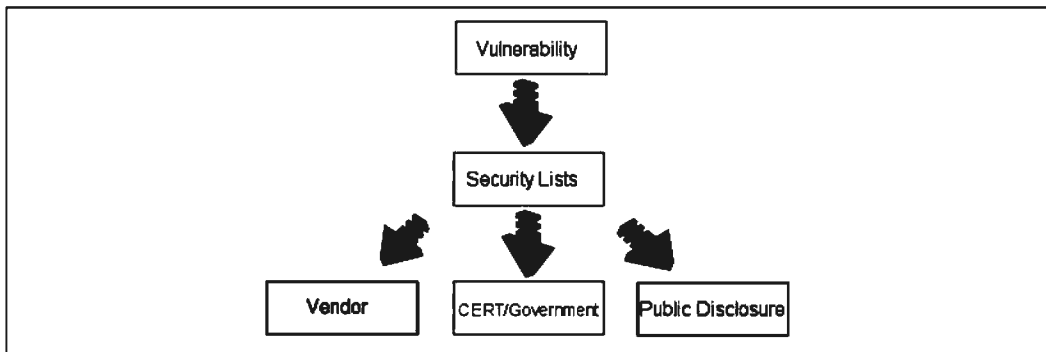 Vulnerability
Security Lists
Vendor
CERT/Government
Public Disclosure